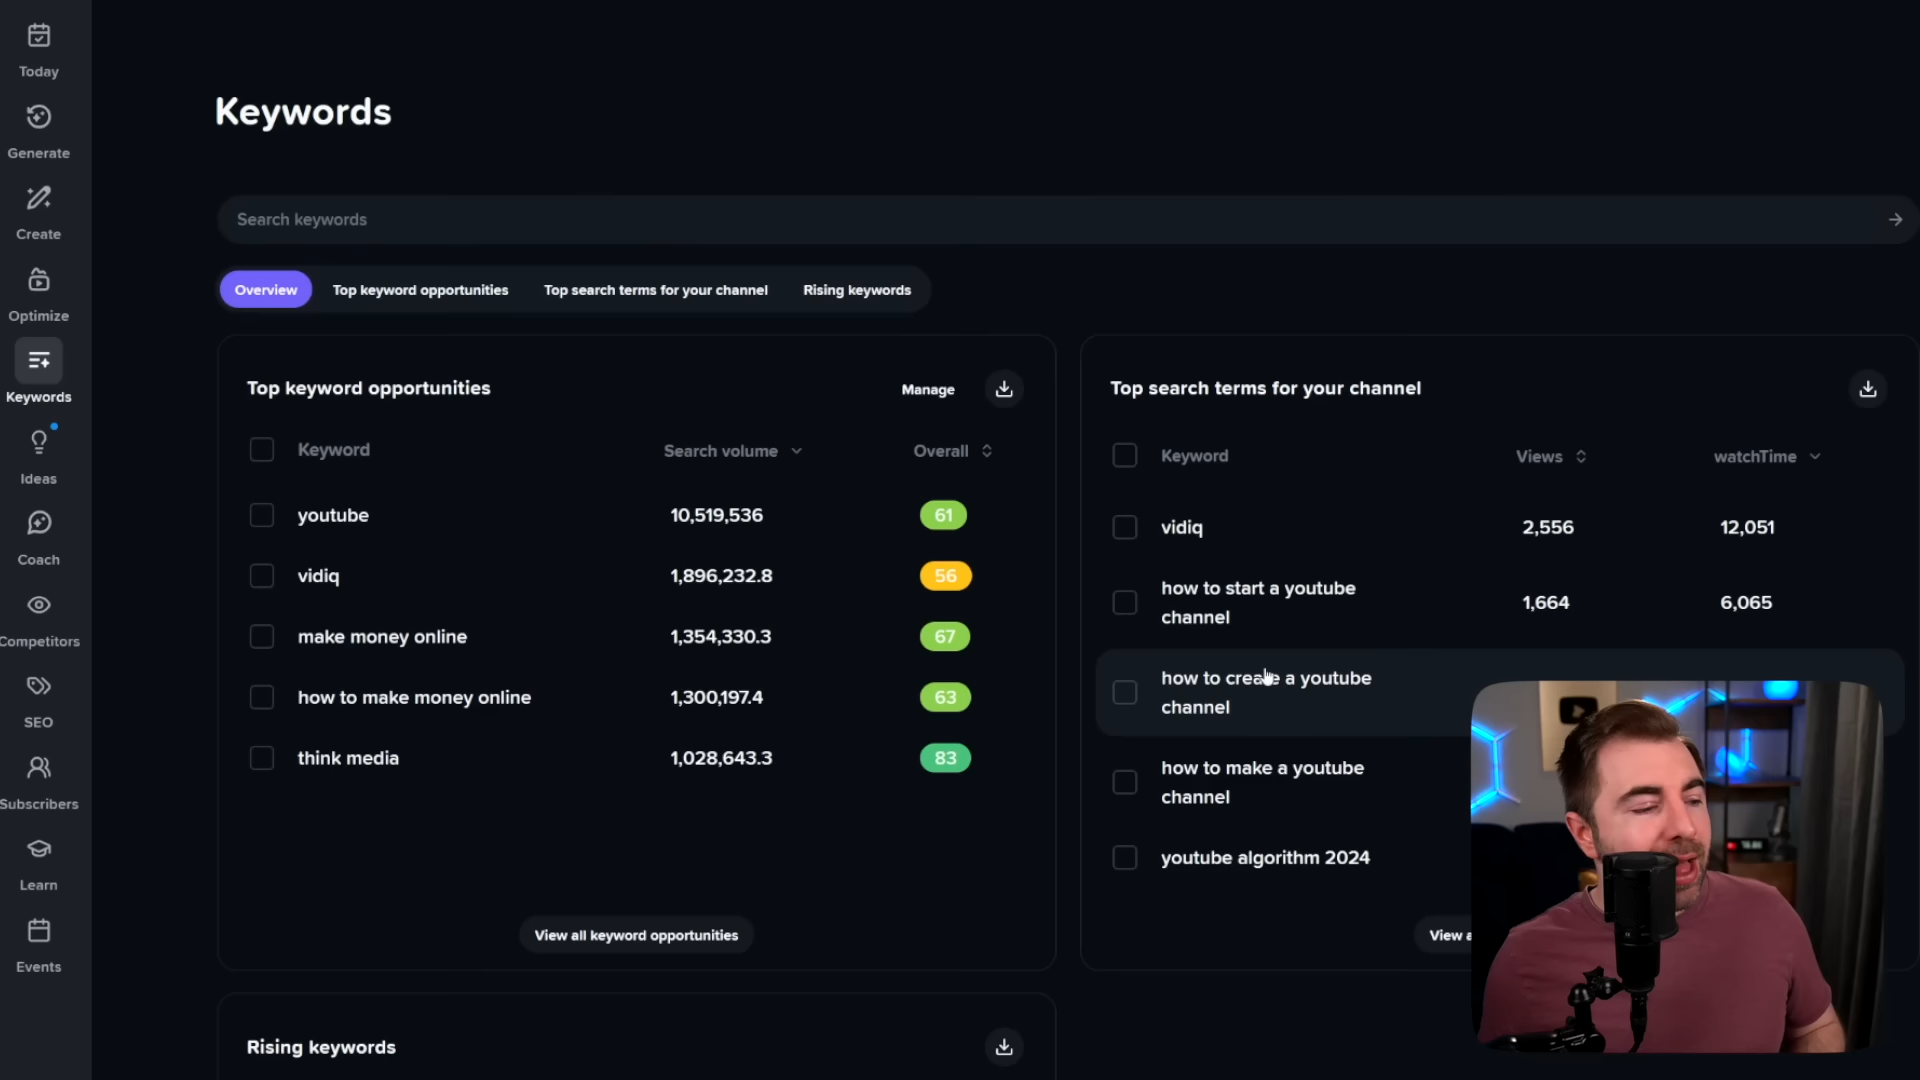 Today
Generate
Create
Optimize
Keywords
Ideas
Coach
Competitors
SEO
Subscribers
Learn
Events
Keywords
Search keywords
Overview Top keyword opportunities Top search terms for your channel Rising keywords
Top keyword opportunities Manage
Keyword Search volume Overall
youtube 10,519,536 61
vidiq 1,896,232.8 56
make money online 1,354,330.3 67
how to make money online 1,300,197.4 63
think media 1,028,643.3 83
View all keyword opportunities
Top search terms for your channel
Keyword Views watchTime
vidiq 2,556 12,051
how to start a youtube
channel 1,664 6,065
how to create a youtube
channel
how to make a youtube
channel
youtube algorithm 2024
View
Rising keywords